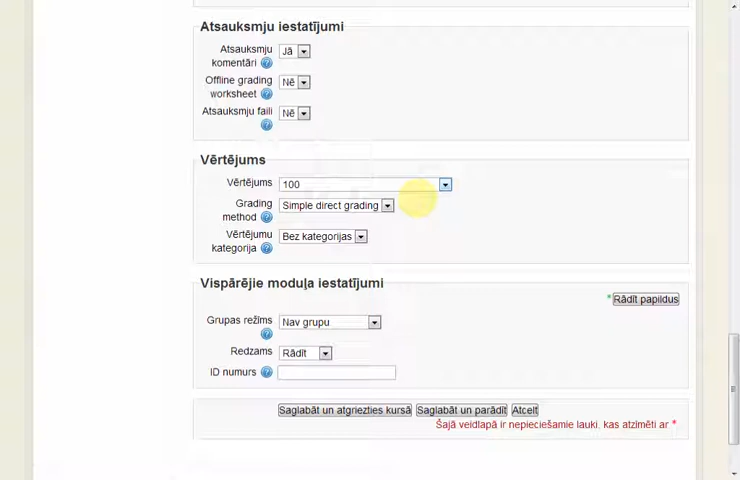 Atsauksmju iestatījumi
Atsauksmju komentāri
Jā
Offline grading worksheet
Nē
Atsauksmju faili
Nē
Vērtējums
Vērtējums
100
Grading method
Simple direct grading
Vērtējumu kategorija
Bez kategorijas
Vispārējie moduļa iestatījumi
* Rādīt papildus
Grupas režīms
Nav grupu
Redzams
Rādīt
ID numurs
Saglabāt un atgriezties kursā Saglabāt un parādīt Atcelt
Šajā veidlapā ir nepieciešamie lauki, kas atzīmēti ar *